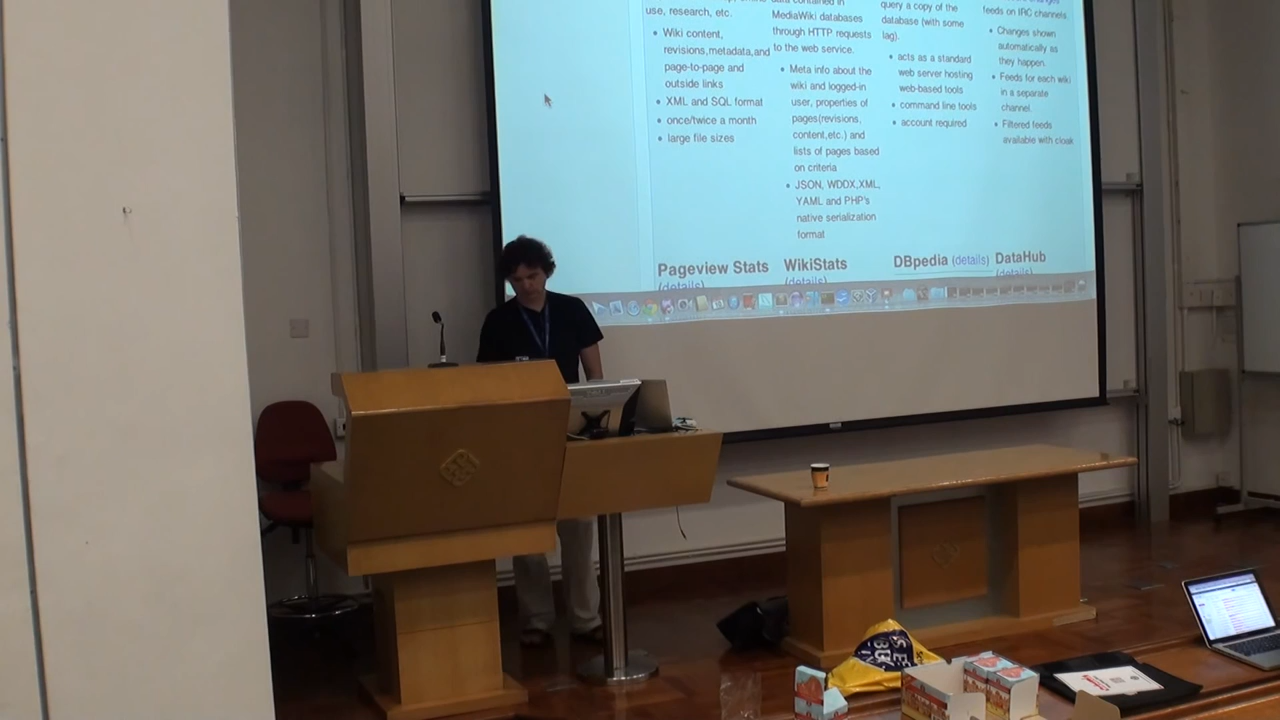 use, research, etc.
Wiki content,
revisions,metadata,and
page-to-page and
outside links
XML and SQL format
once/twice a month
large file sizes
data contained in
MediaWiki databases
through HTTP requests
to the web service.
Meta info about the
wiki and logged-in
user, properties of
pages(revisions,
content,etc.) and
lists of pages based
on criteria
JSON, WDDX,XML,
YAML and PHP's
native serialization
format
query a copy of the
database (with some
lag).
acts as a standard
web server hosting
web-based tools
command line tools
account required
feeds on IRC channels.
Changes shown
automatically as
they happen.
Feeds for each wiki
in a separate
channel.
Filtered feeds
available with cloak
Pageview Stats
(details)
WikiStats
(details)
DBpedia (details)
DataHub
(details)